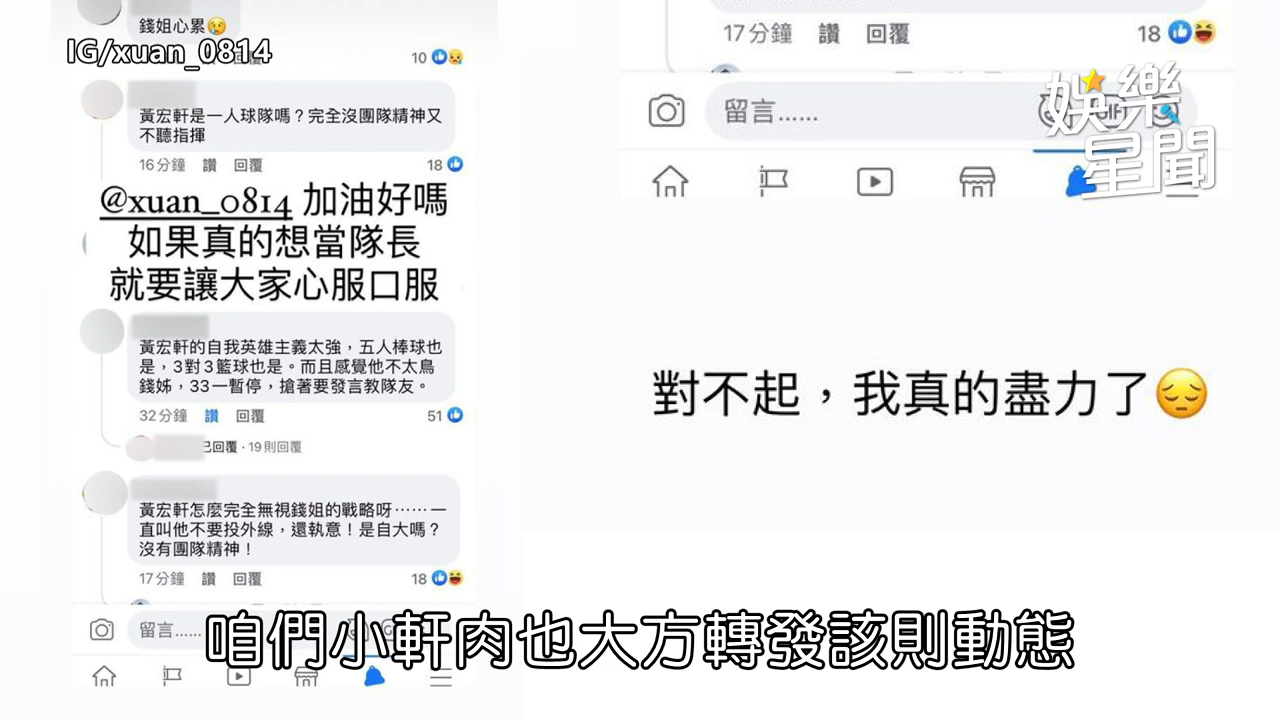 錢姐心累😢
IG/xuan_0814
10
黃宏軒是一人球隊嗎？完全沒團隊精神又
不聽指揮
16分鐘 讚 回覆 18
@xuan_0814 加油好嗎
如果真的想當隊長
就要讓大家心服口服
黃宏軒的自我英雄主義太強，五人棒球也
是，3對3籃球也是。而且感覺他不太鳥
錢姊，33一暫停，搶著要發言教隊友。
32分鐘 讚 回覆 51
已回覆・19則回覆
黃宏軒怎麼完全無視錢姐的戰略呀⋯⋯一
直叫他不要投外線，還執意！是自大嗎？
沒有團隊精神！
17分鐘 讚 回覆 18
留言......
17分鐘 讚 回覆 18
留言......
GIF
娛樂
星聞
對不起，我真的盡力了😔
咱們小軒肉也大方轉發該則動態